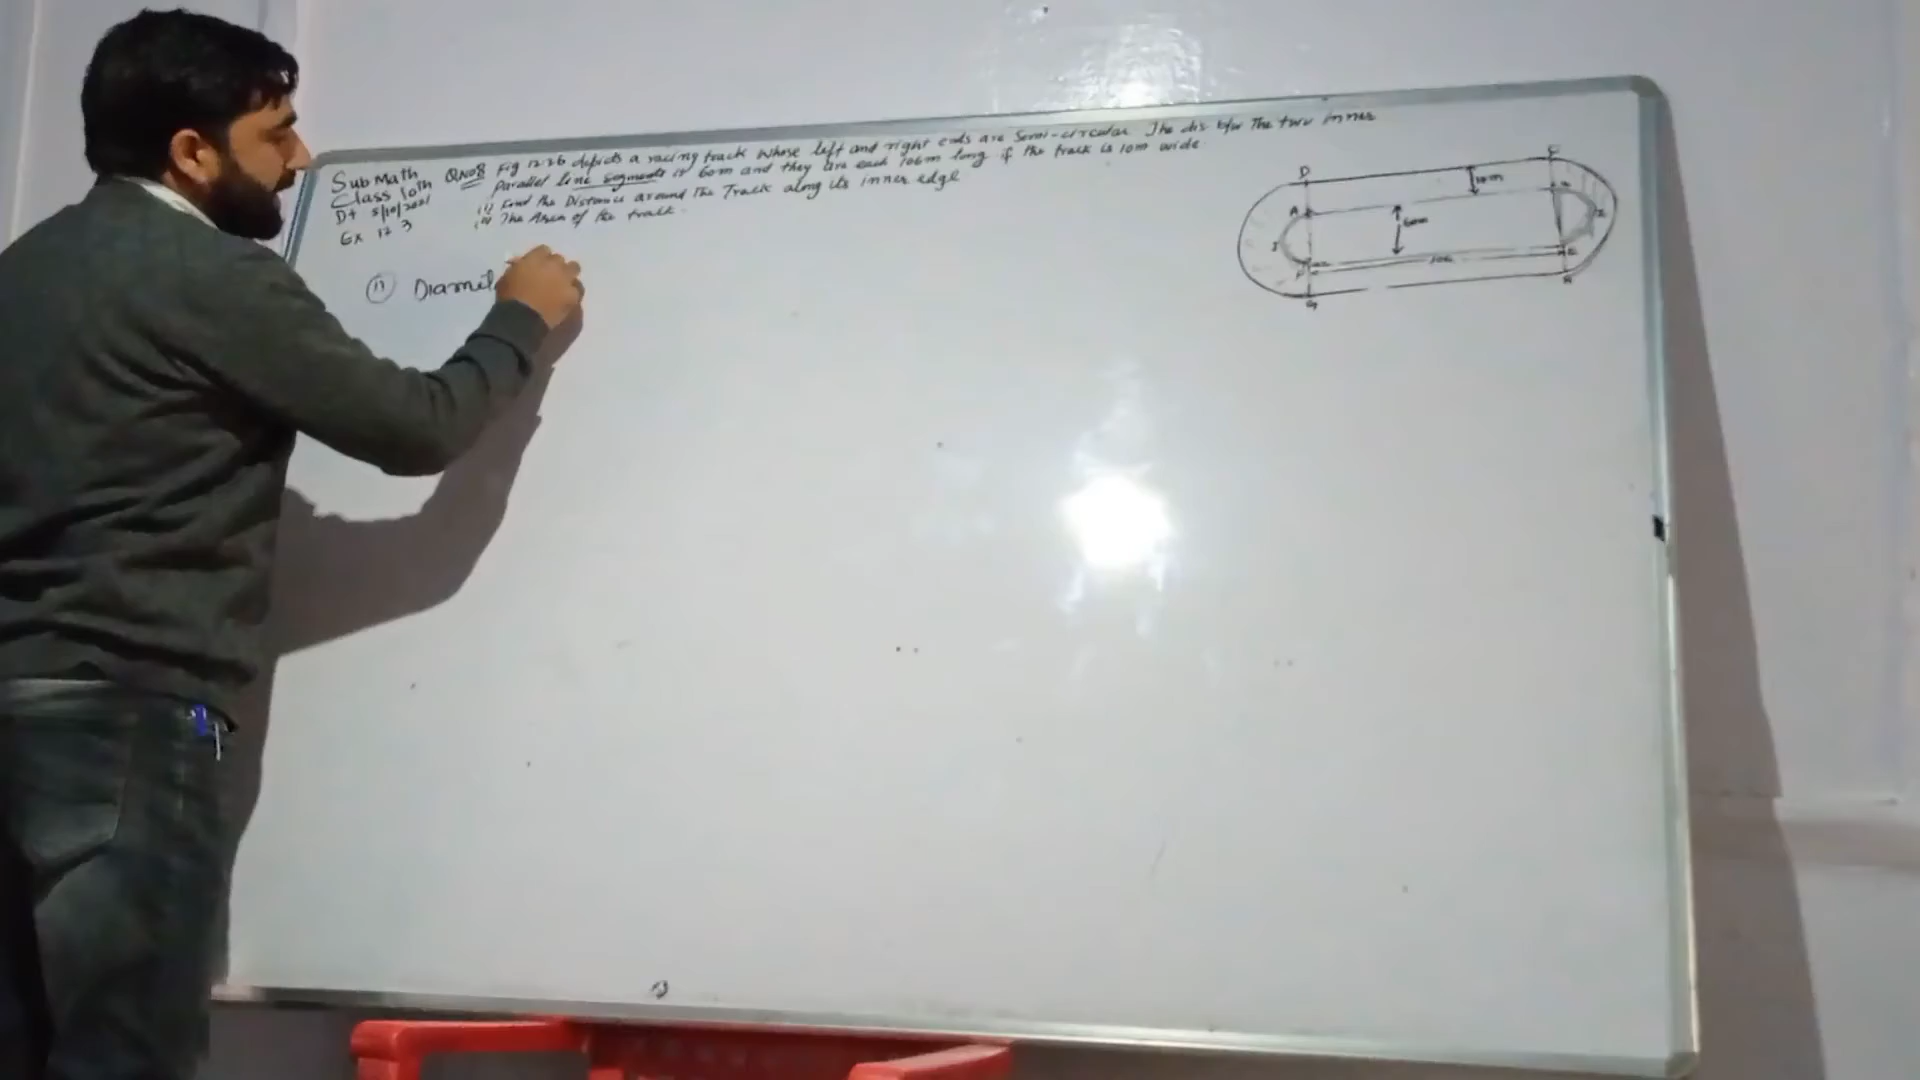 Sub Math
Class 10th
Dt 5/10/2021
Ex 12 3
QNo8 Fig 12.26 depicts a racing track whose left and right ends are Semi-circular. The dis b/w The two inner
Parallel line segments is 60m and they are each 106m long if the track is 10m wide
(i) Find the Distance around The Track along its inner edge
(ii) The Area of the track.
D
C
10m
A
60m
106
G
(i) Diamet